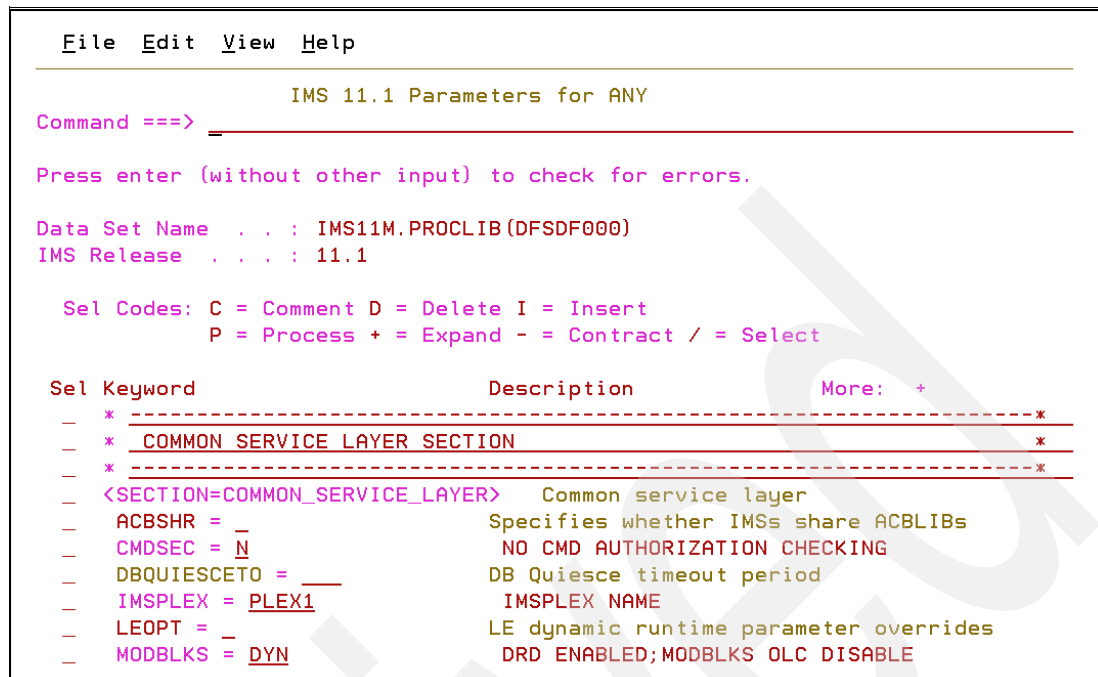 File Edit View Help
IMS 11.1 Parameters for ANY
Command ===> _
Press enter (without other input) to check for errors.
Data Set Name . . : IMS11M.PROCLIB(DFSDF000)
IMS Release . . . : 11.1
Sel Codes: C = Comment D = Delete I = Insert
P = Process + = Expand - = Contract / = Select
Sel Keyword Description More: +
_ * --------------------------------------------------------------------*
_ * COMMON SERVICE LAYER SECTION *
_ * --------------------------------------------------------------------*
_ <SECTION=COMMON_SERVICE_LAYER> Common service layer
_ ACBSHR = _ Specifies whether IMSs share ACBLIBs
_ CMDSEC = N NO CMD AUTHORIZATION CHECKING
_ DBQUIESCETO = ___ DB Quiesce timeout period
_ IMSPLEX = PLEX1 IMSPLEX NAME
_ LEOPT = _ LE dynamic runtime parameter overrides
_ MODBLKS = DYN DRD ENABLED;MODBLKS OLC DISABLE